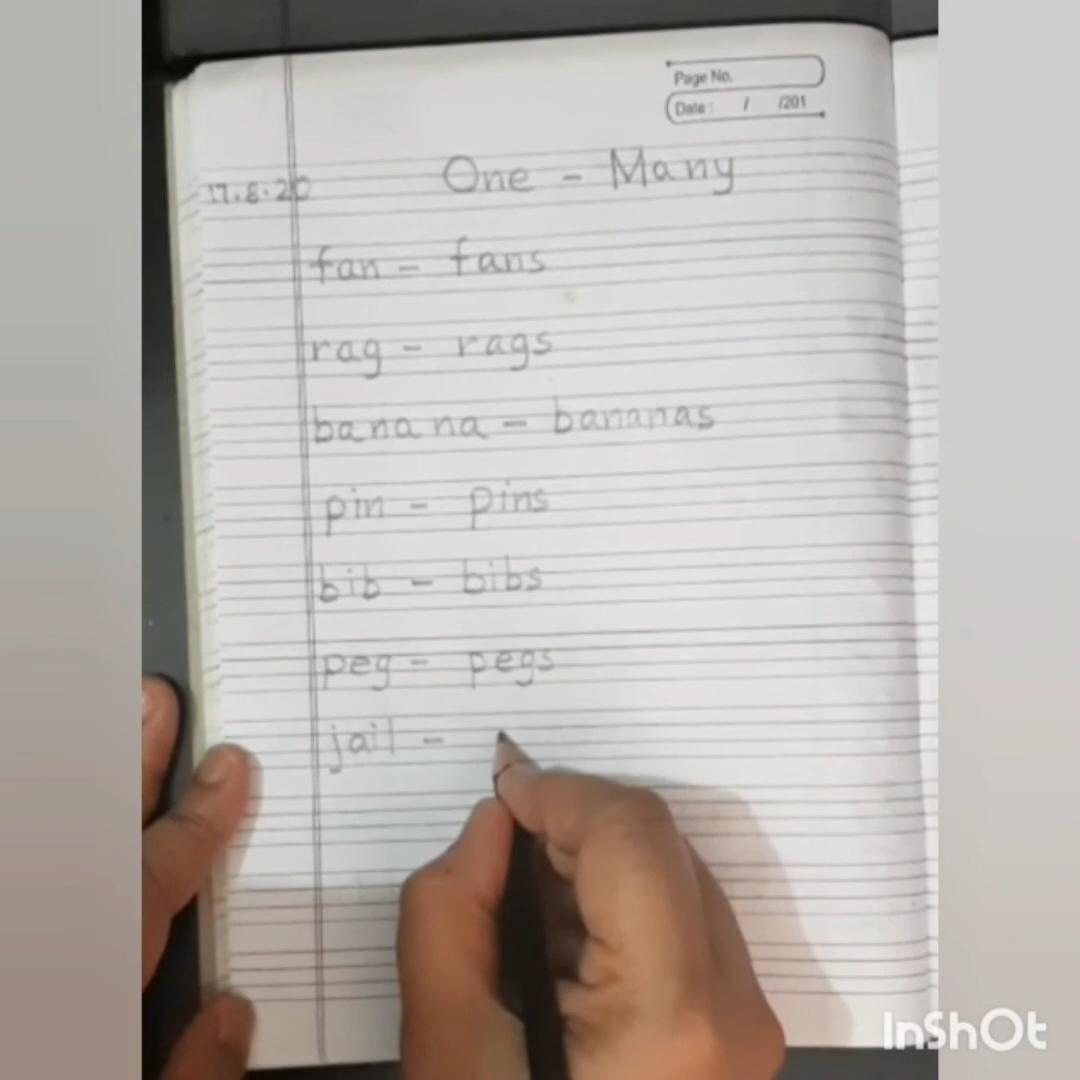 Page No.
Date : / /201
One - Many
17.8.20
fan - fans
rag - rags
banana - bananas
pin - pins
bib - bibs
peg - pegs
jail -
InShOt